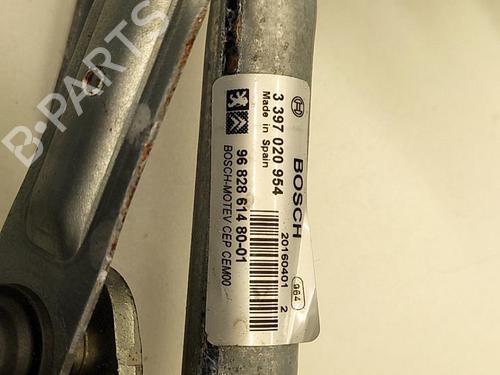 B-PARTS
BOSCH
3 397 020 954
Made in Spain
20160401 2
964
96 828 614 80-01
BOSCH-MOTEV CEP CEM00